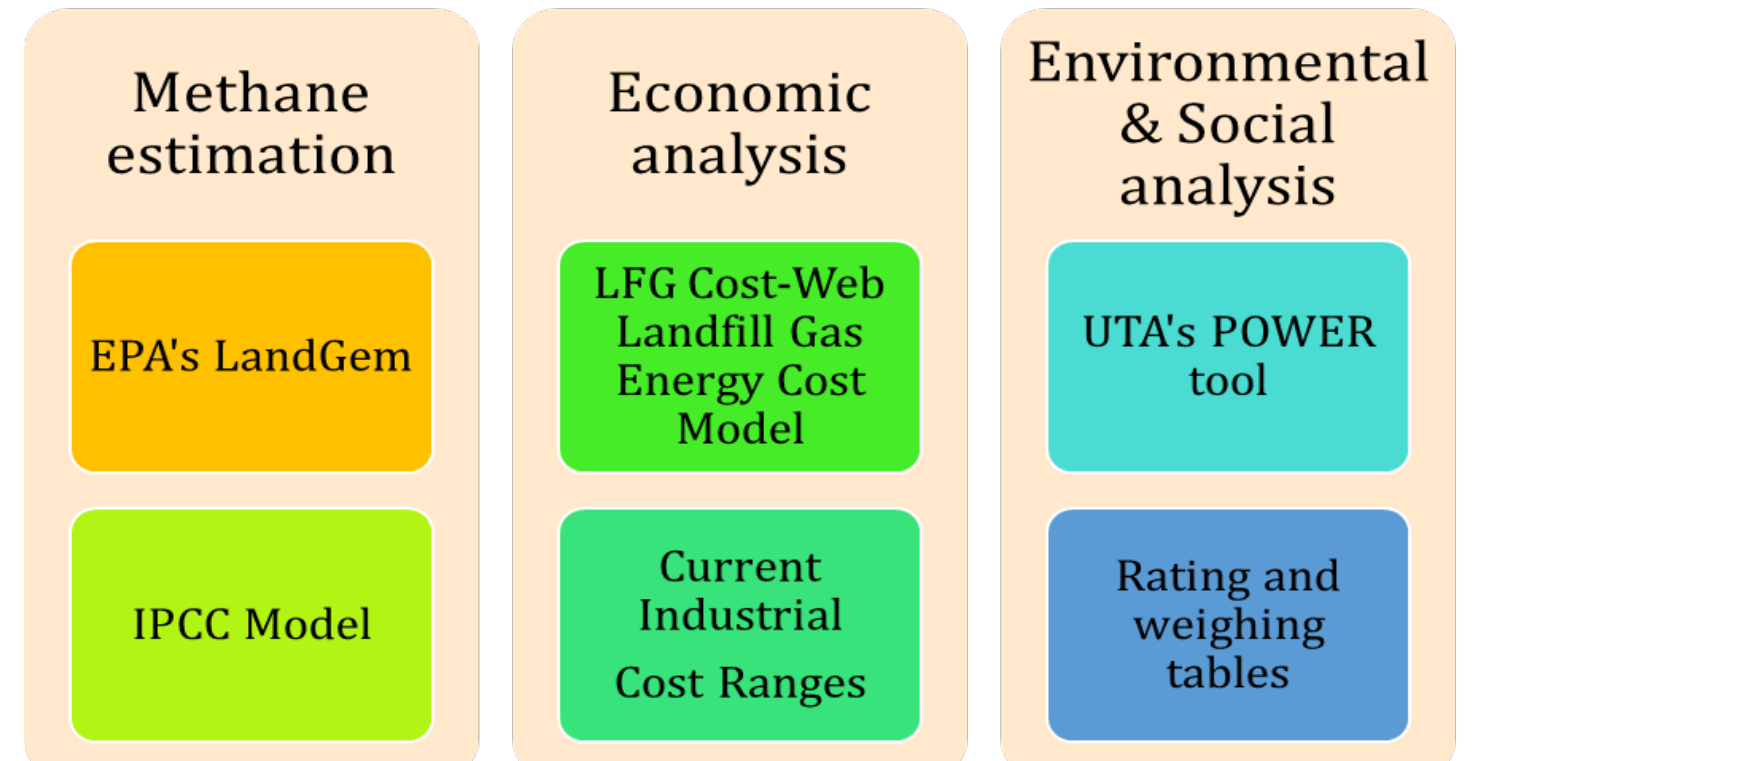 Methane
estimation
EPA's LandGem
IPCC Model
Economic
analysis
LFG Cost-Web
Landfill Gas
Energy Cost
Model
Current
Industrial
Cost Ranges
Environmental
& Social
analysis
UTA's POWER
tool
Rating and
weighing
tables